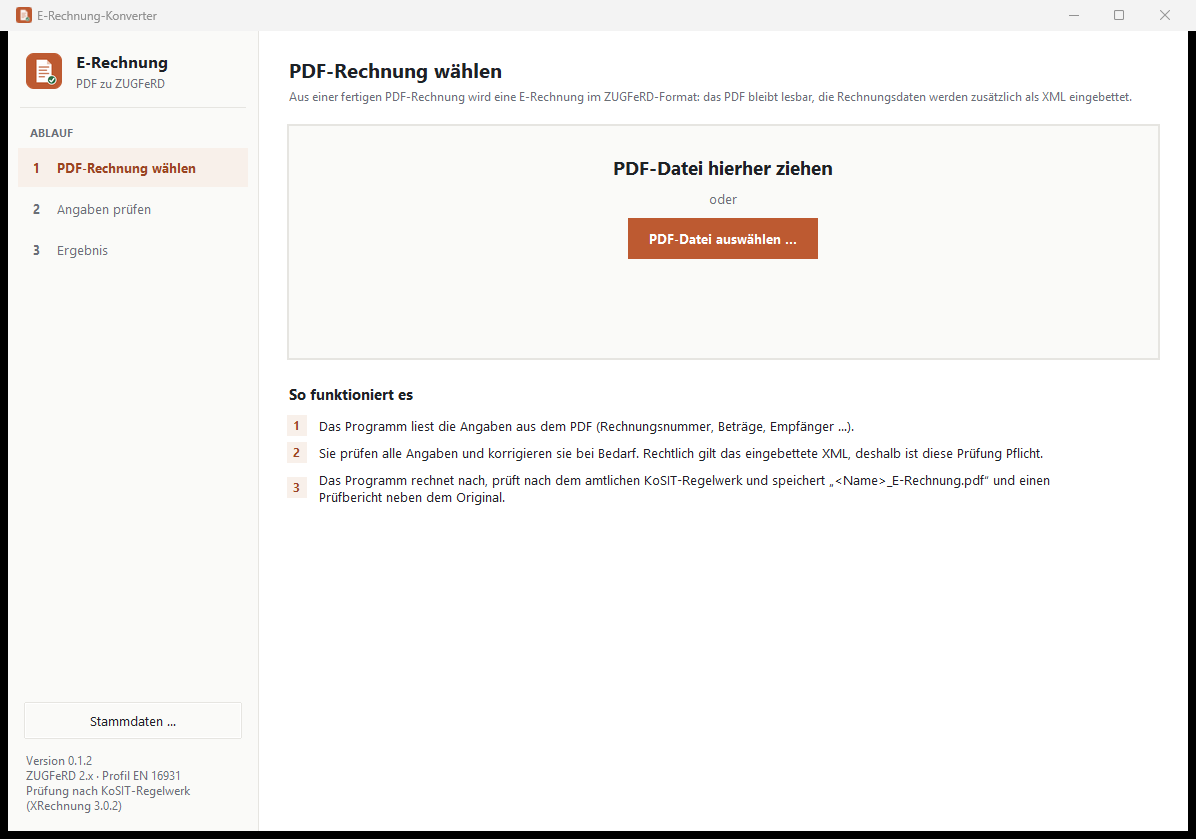 E-Rechnung-Konverter
E-Rechnung
PDF zu ZUGFeRD
ABLAUF
1 PDF-Rechnung wählen
2 Angaben prüfen
3 Ergebnis
Stammdaten ...
Version 0.1.2
ZUGFeRD 2.x · Profil EN 16931
Prüfung nach KoSIT-Regelwerk
(XRechnung 3.0.2)
PDF-Rechnung wählen
Aus einer fertigen PDF-Rechnung wird eine E-Rechnung im ZUGFeRD-Format: das PDF bleibt lesbar, die Rechnungsdaten werden zusätzlich als XML eingebettet.
PDF-Datei hierher ziehen
oder
PDF-Datei auswählen ...
So funktioniert es
1 Das Programm liest die Angaben aus dem PDF (Rechnungsnummer, Beträge, Empfänger ...).
2 Sie prüfen alle Angaben und korrigieren sie bei Bedarf. Rechtlich gilt das eingebettete XML, deshalb ist diese Prüfung Pflicht.
3 Das Programm rechnet nach, prüft nach dem amtlichen KoSIT-Regelwerk und speichert „<Name>_E-Rechnung.pdf“ und einen
Prüfbericht neben dem Original.